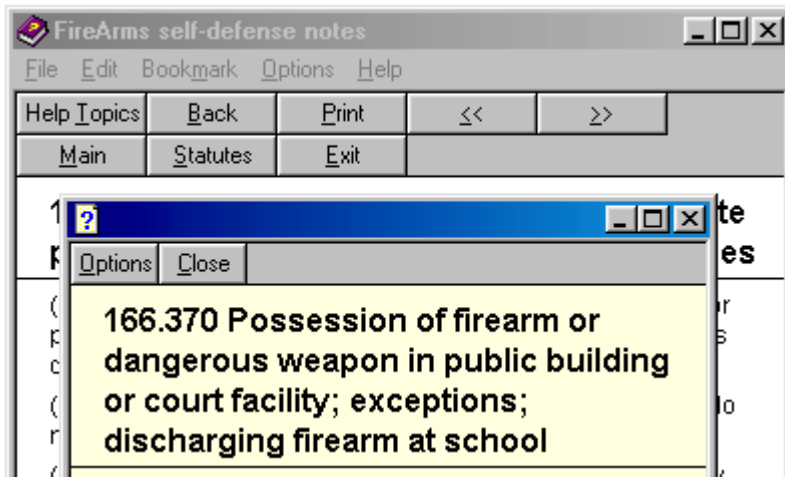 FireArms self-defense notes
File Edit Bookmark Options Help
Help Topics Back Print << >>
Main Statutes Exit
te
es
Options Close
166.370 Possession of firearm or
dangerous weapon in public building
or court facility; exceptions;
discharging firearm at school